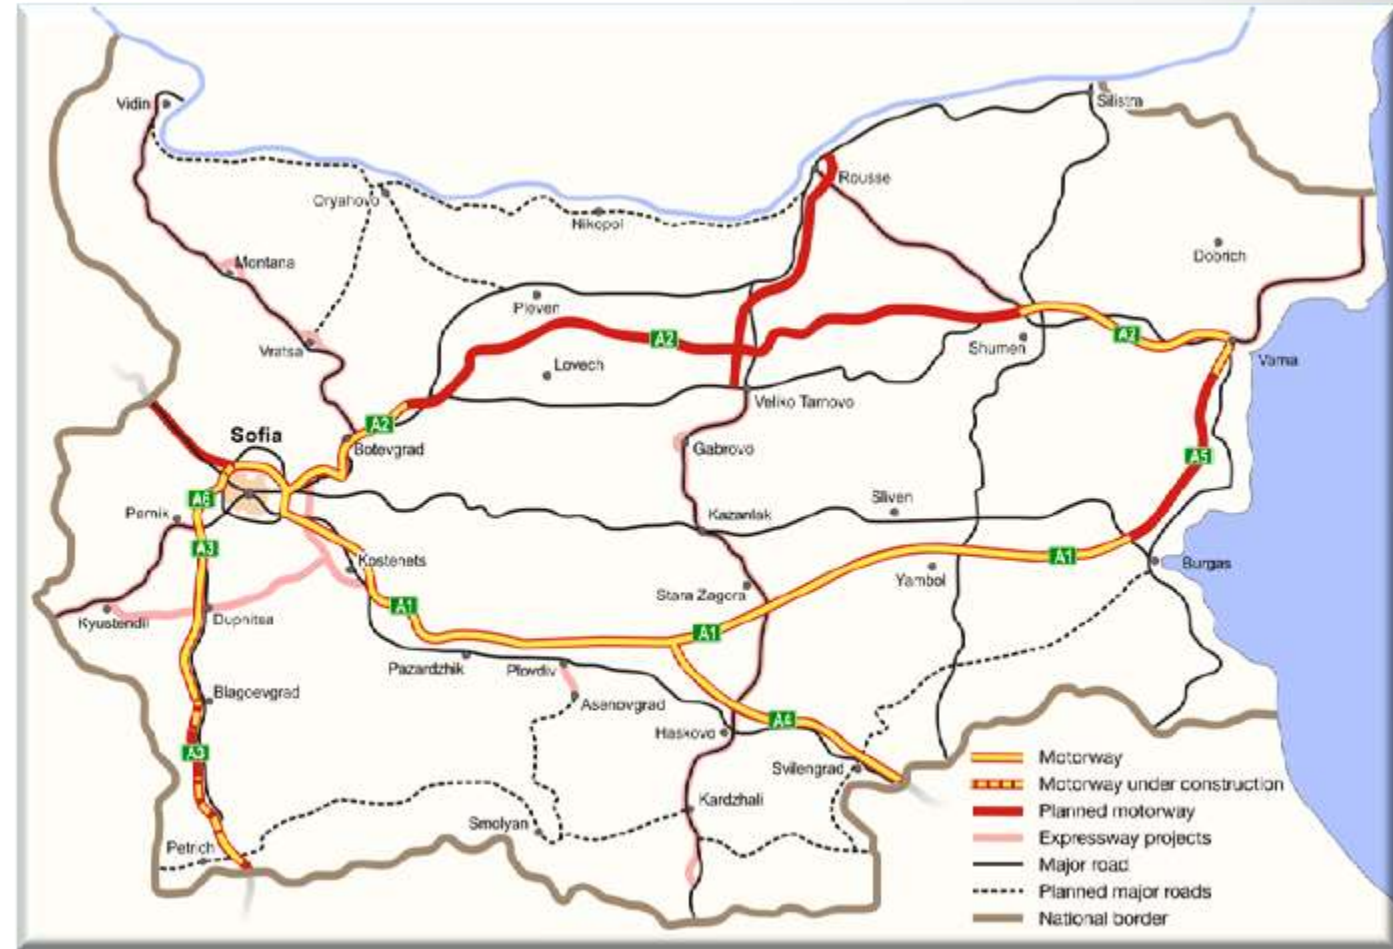 Vidin
Silistra
Rousse
Oryahovo
Nikopol
Dobrich
Montana
Pleven
A2
A2
Vratsa
Shumen
Varna
Lovech
Veliko Tarnovo
A2
Sofia
Botevgrad
Gabrovo
A5
A6
Sliven
Pernik
Kazanlak
A3
Kostenets
A1
Burgas
Yambol
Stara Zagora
A1
Kyustendil
Dupnitsa
A1
Pazardzhik
Plovdiv
Blagoevgrad
Asenovgrad
A4
Haskovo
A3
Svilengrad
Kardzhali
Smolyan
Petrich
Motorway
Motorway under construction
Planned motorway
Expressway projects
Major road
Planned major roads
National border